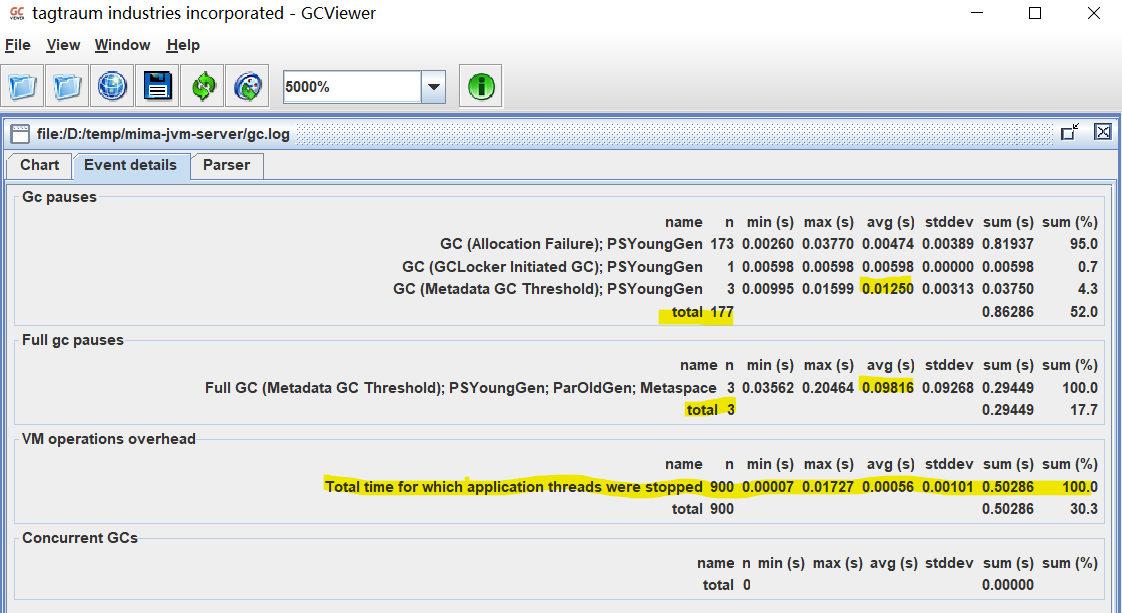 GC
VIEWER tagtraum industries incorporated - GCViewer
File View Window Help
5000%
file:/D:/temp/mima-jvm-server/gc.log
Chart Event details Parser
Gc pauses
name n min (s) max (s) avg (s) stddev sum (s) sum (%)
GC (Allocation Failure); PSYoungGen 173 0.00260 0.03770 0.00474 0.00389 0.81937 95.0
GC (GCLocker Initiated GC); PSYoungGen 1 0.00598 0.00598 0.00598 0.00000 0.00598 0.7
GC (Metadata GC Threshold); PSYoungGen 3 0.00995 0.01599 0.01250 0.00313 0.03750 4.3
total 177 0.86286 52.0
Full gc pauses
name n min (s) max (s) avg (s) stddev sum (s) sum (%)
Full GC (Metadata GC Threshold); PSYoungGen; ParOldGen; Metaspace 3 0.03562 0.20464 0.09816 0.09268 0.29449 100.0
total 3 0.29449 17.7
VM operations overhead
name n min (s) max (s) avg (s) stddev sum (s) sum (%)
Total time for which application threads were stopped 900 0.00007 0.01727 0.00056 0.00101 0.50286 100.0
total 900 0.50286 30.3
Concurrent GCs
name n min (s) max (s) avg (s) stddev sum (s) sum (%)
total 0 0.00000